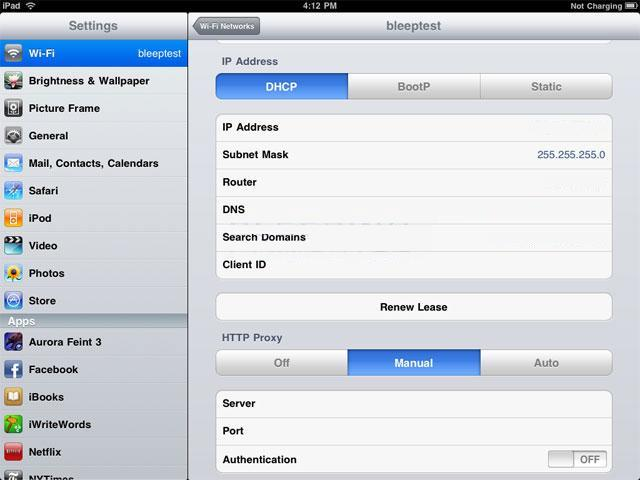 iPad 4:12 PM Not Charging
Settings
Wi-Fi bleeptest
Brightness & Wallpaper
Picture Frame
General
Mail, Contacts, Calendars
Safari
iPod
Video
Photos
Store
Apps
Aurora Feint 3
Facebook
iBooks
iWriteWords
Netflix
NYTimes
Wi-Fi Networks bleeptest
IP Address
DHCP BootP Static
IP Address
Subnet Mask 255.255.255.0
Router
DNS
Search Domains
Client ID
Renew Lease
HTTP Proxy
Off Manual Auto
Server
Port
Authentication OFF